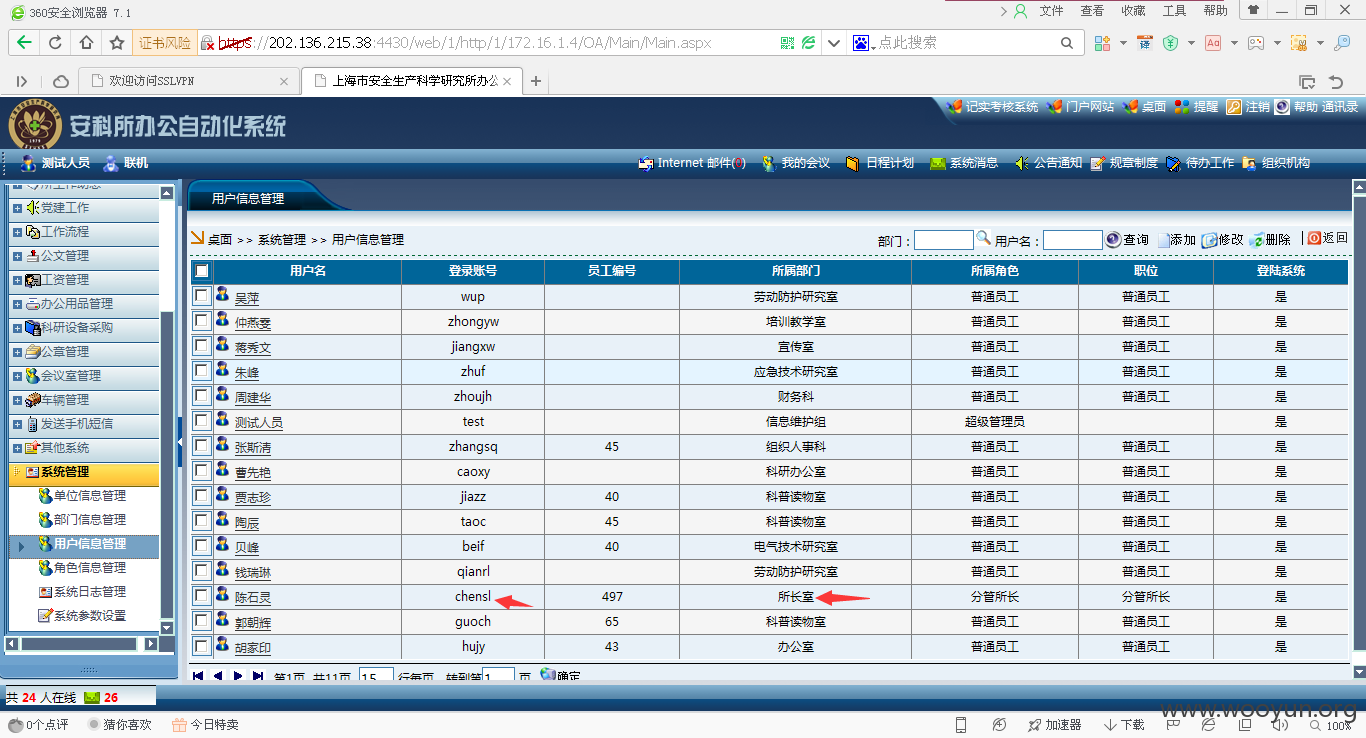 360安全浏览器 7.1
文件 查看 收藏 工具 帮助
证书风险 https://202.136.215.38:4430/web/1/http/1/172.16.1.4/OA/Main/Main.aspx 点此搜索
欢迎访问SSLVPN 上海市安全生产科学研究所办公
安科所办公自动化系统
记实考核系统 门户网站 桌面 提醒 注销 帮助 通讯录
测试人员 联机 Internet 邮件(0) 我的会议 日程计划 系统消息 公告通知 规章制度 待办工作 组织机构
党建工作
工作流程
公文管理
工资管理
办公用品管理
科研设备采购
公章管理
会议室管理
车辆管理
发送手机短信
其他系统
系统管理
单位信息管理
部门信息管理
用户信息管理
角色信息管理
系统日志管理
系统参数设置
用户信息管理
桌面 >> 系统管理 >> 用户信息管理 部门： 用户名： 查询 添加 修改 删除 返回
用户名 登录账号 员工编号 所属部门 所属角色 职位 登陆系统
吴萍 wup 劳动防护研究室 普通员工 普通员工 是
仲燕雯 zhongyw 培训教学室 普通员工 普通员工 是
蒋秀文 jiangxw 宣传室 普通员工 普通员工 是
朱峰 zhuf 应急技术研究室 普通员工 普通员工 是
周建华 zhoujh 财务科 普通员工 普通员工 是
测试人员 test 信息维护组 超级管理员 是
张斯清 zhangsq 45 组织人事科 普通员工 普通员工 是
曹先艳 caoxy 科研办公室 普通员工 普通员工 是
贾志珍 jiazz 40 科普读物室 普通员工 普通员工 是
陶辰 taoc 45 科普读物室 普通员工 普通员工 是
贝峰 beif 40 电气技术研究室 普通员工 普通员工 是
钱瑞琳 qianrl 劳动防护研究室 普通员工 普通员工 是
陈石灵 chensl 497 所长室 分管所长 分管所长 是
郭朝辉 guoch 65 科普读物室 普通员工 普通员工 是
胡家印 hujy 43 办公室 普通员工 普通员工 是
第1页 共11页 15 行每页 转到第 1 页 确定
共 24 人在线 26
www.wooyun.org
0个点评 猜你喜欢 今日特卖 加速器 下载 100%